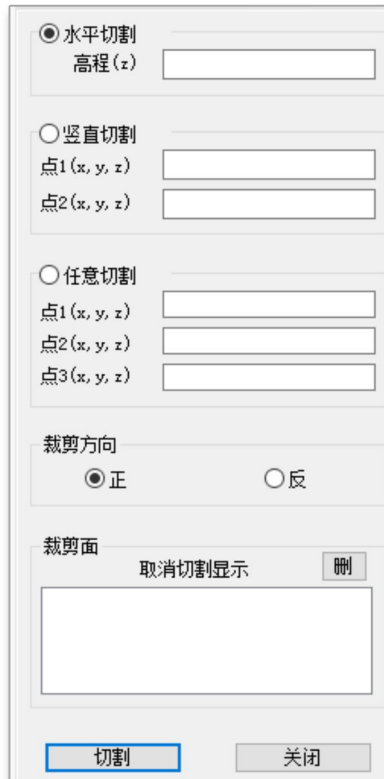 水平切割
高程(z)
竖直切割
点1(x, y, z)
点2(x, y, z)
任意切割
点1(x, y, z)
点2(x, y, z)
点3(x, y, z)
裁剪方向
正 反
裁剪面
取消切割显示 删
切割 关闭